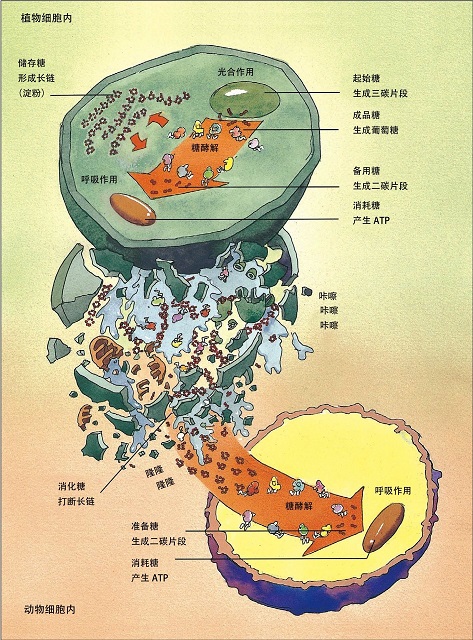 植物细胞内
储存糖
形成长链
(淀粉)
光合作用
起始糖
生成三碳片段
成品糖
生成葡萄糖
糖酵解
备用糖
生成二碳片段
呼吸作用
消耗糖
产生 ATP
咔嚓
咔嚓
咔嚓
消化糖
打断长链
隆隆
隆隆
糖酵解
呼吸作用
准备糖
生成二碳片段
消耗糖
产生 ATP
动物细胞内